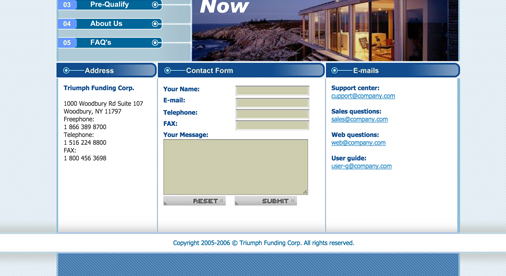 03 Pre-Qualify
Now
04 About Us
05 FAQ's
Address
Contact Form
E-mails
Triumph Funding Corp.
1000 Woodbury Rd Suite 107
Woodbury, NY 11797
Freephone:
1 866 389 8700
Telephone:
1 516 224 8800
FAX:
1 800 456 3698
Your Name:
E-mail:
Telephone:
FAX:
Your Message:
RESET
SUBMIT
Support center:
cupport@company.com
Sales questions:
sales@company.com
Web questions:
web@company.com
User guide:
user-g@company.com
Copyright 2005-2006 © Triumph Funding Corp. All rights reserved.